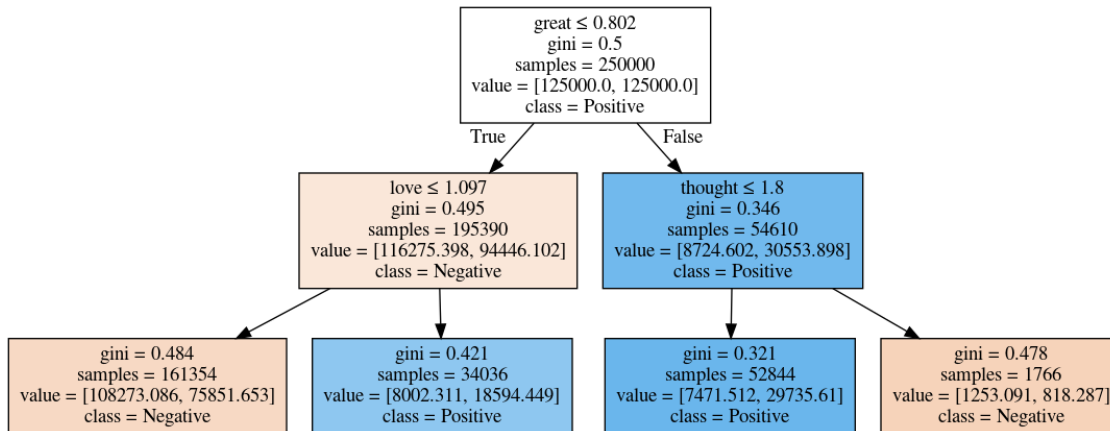 great ≤ 0.802
gini = 0.5
samples = 250000
value = [125000.0, 125000.0]
class = Positive
True
False
love ≤ 1.097
gini = 0.495
samples = 195390
value = [116275.398, 94446.102]
class = Negative
thought ≤ 1.8
gini = 0.346
samples = 54610
value = [8724.602, 30553.898]
class = Positive
gini = 0.484
samples = 161354
value = [108273.086, 75851.653]
class = Negative
gini = 0.421
samples = 34036
value = [8002.311, 18594.449]
class = Positive
gini = 0.321
samples = 52844
value = [7471.512, 29735.61]
class = Positive
gini = 0.478
samples = 1766
value = [1253.091, 818.287]
class = Negative